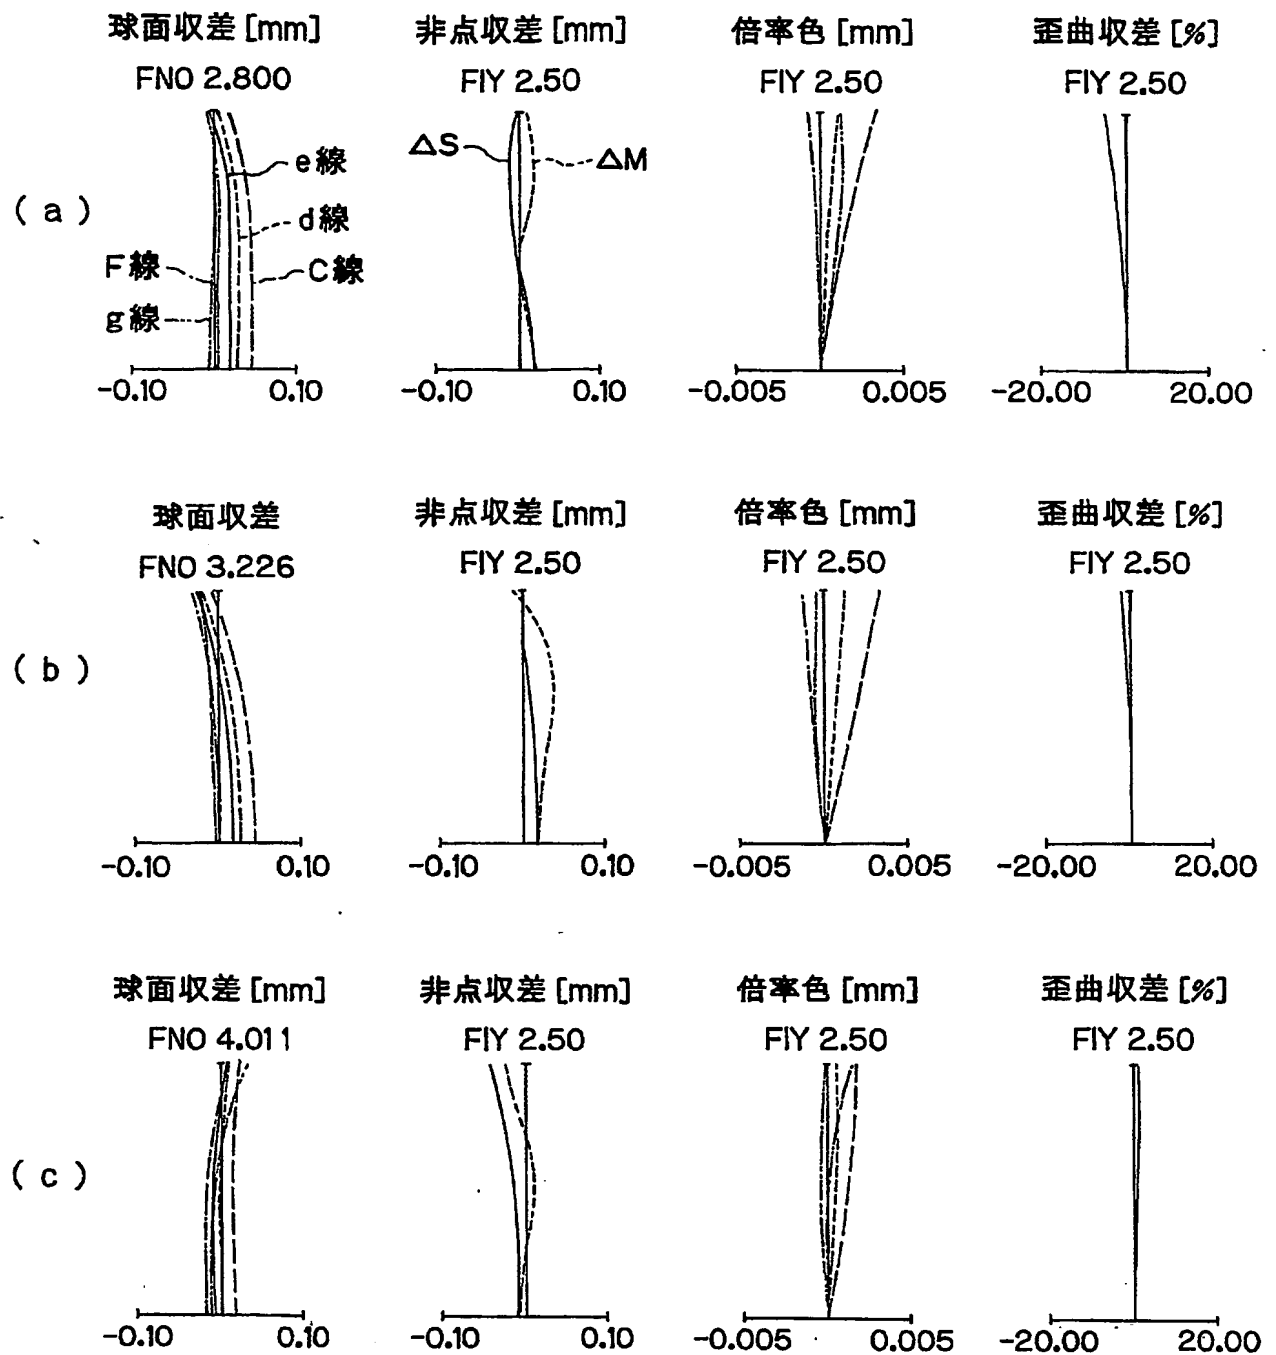 球面収差 [mm] 非点収差 [mm] 倍率色 [mm] 歪曲収差 [%]
FNO 2.800 FIY 2.50 FIY 2.50 FIY 2.50
( a )
△S △M
e線
d線
F線 C線
g線
-0.10 0.10 -0.10 0.10 -0.005 0.005 -20.00 20.00
球面収差 非点収差 [mm] 倍率色 [mm] 歪曲収差 [%]
FNO 3.226 FIY 2.50 FIY 2.50 FIY 2.50
( b )
-0.10 0.10 -0.10 0.10 -0.005 0.005 -20.00 20.00
球面収差 [mm] 非点収差 [mm] 倍率色 [mm] 歪曲収差 [%]
FNO 4.011 FIY 2.50 FIY 2.50 FIY 2.50
( c )
-0.10 0.10 -0.10 0.10 -0.005 0.005 -20.00 20.00